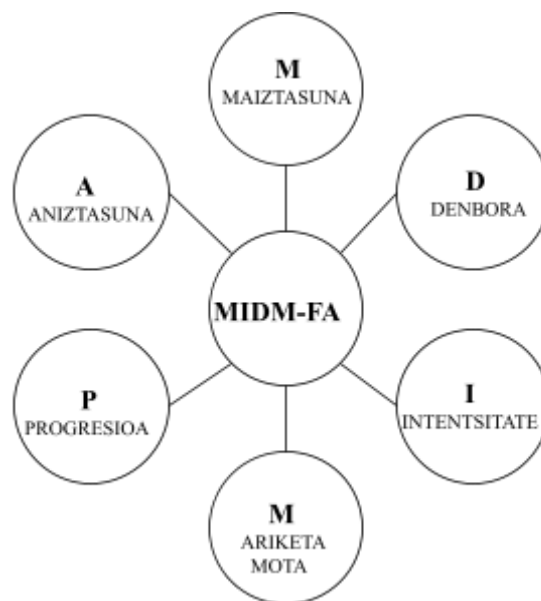 M
MAIZTASUNA
A
ANIZTASUNA
D
DENBORA
MIDM-FA
P
PROGRESIOA
I
INTENTSITATE
M
ARIKETA
MOTA